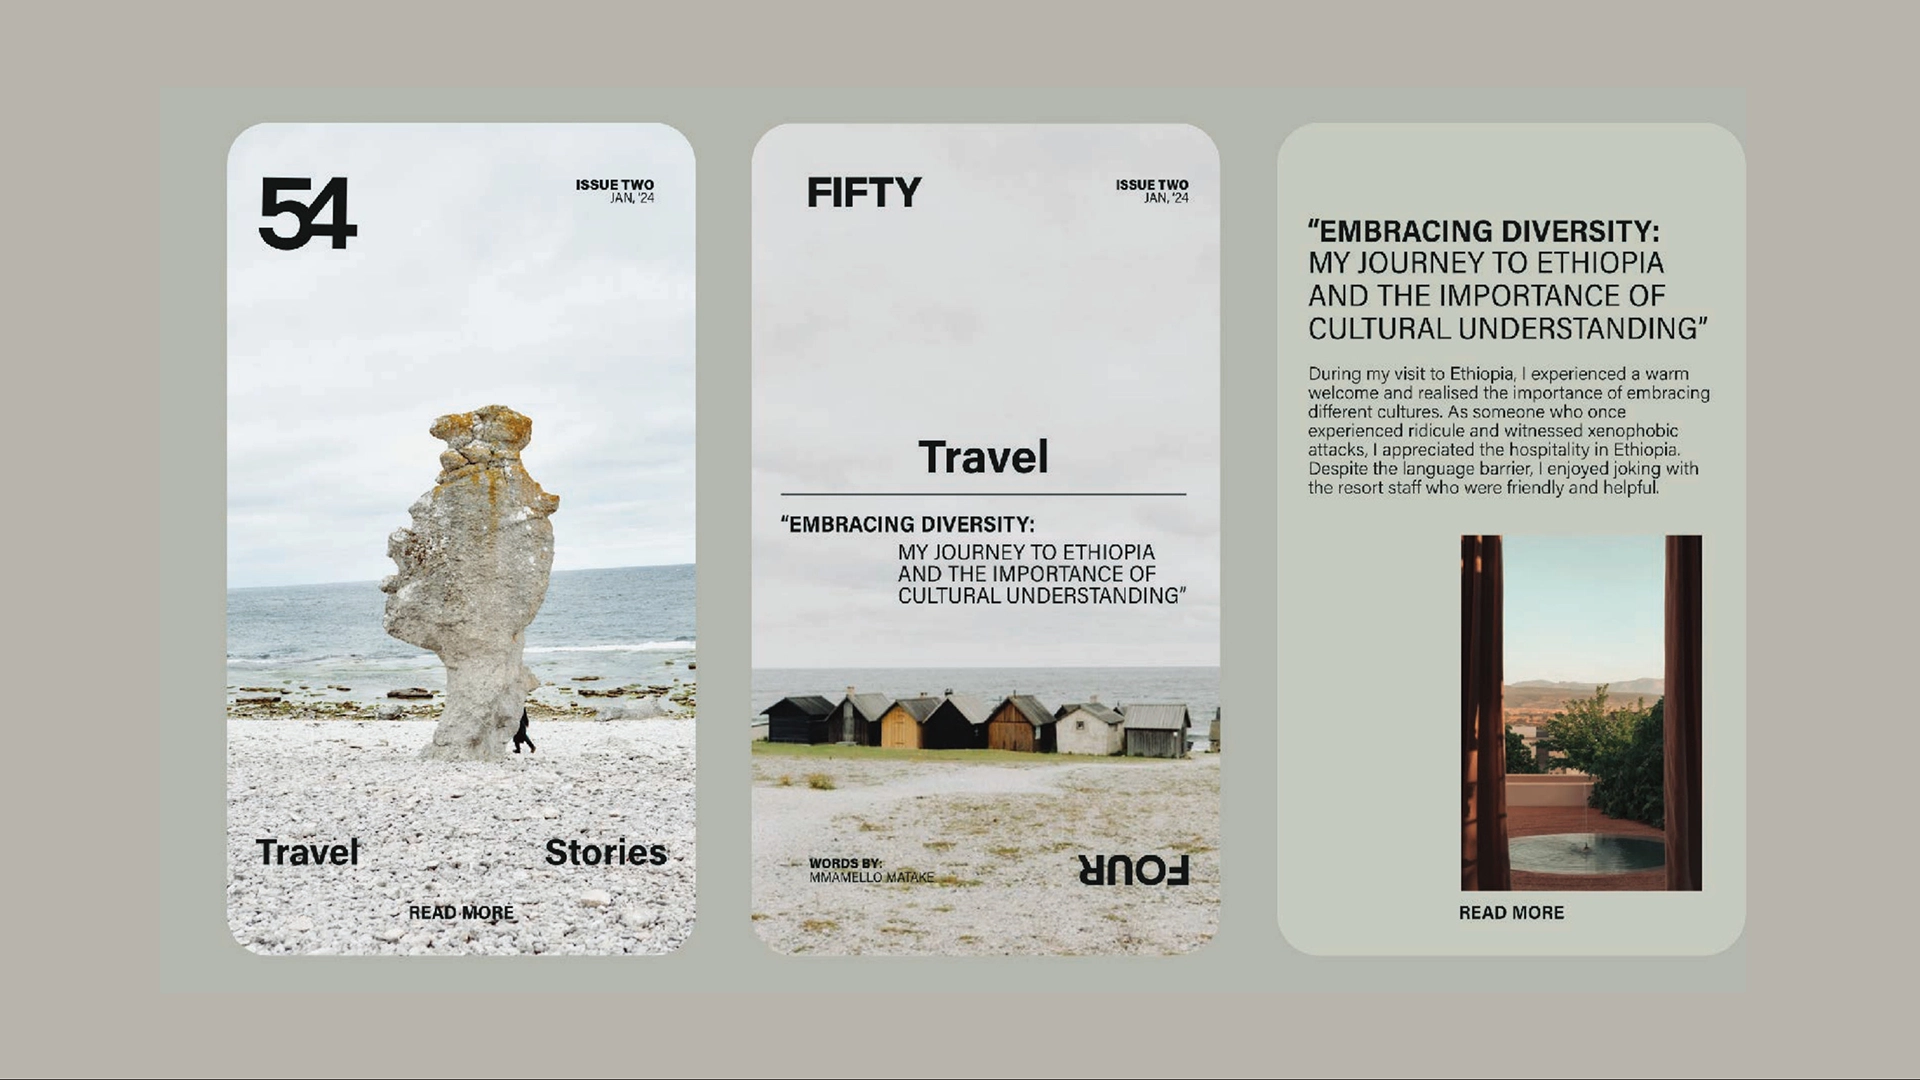 54
ISSUE TWO
JAN, '24
Travel
Stories
READ MORE
FIFTY
ISSUE TWO
JAN, '24
Travel
“EMBRACING DIVERSITY:
MY JOURNEY TO ETHIOPIA
AND THE IMPORTANCE OF
CULTURAL UNDERSTANDING”
WORDS BY:
MMAMELLO MATAKE
FOUR
“EMBRACING DIVERSITY:
MY JOURNEY TO ETHIOPIA
AND THE IMPORTANCE OF
CULTURAL UNDERSTANDING”
During my visit to Ethiopia, I experienced a warm
welcome and realised the importance of embracing
different cultures. As someone who once
experienced ridicule and witnessed xenophobic
attacks, I appreciated the hospitality in Ethiopia.
Despite the language barrier, I enjoyed joking with
the resort staff who were friendly and helpful.
READ MORE